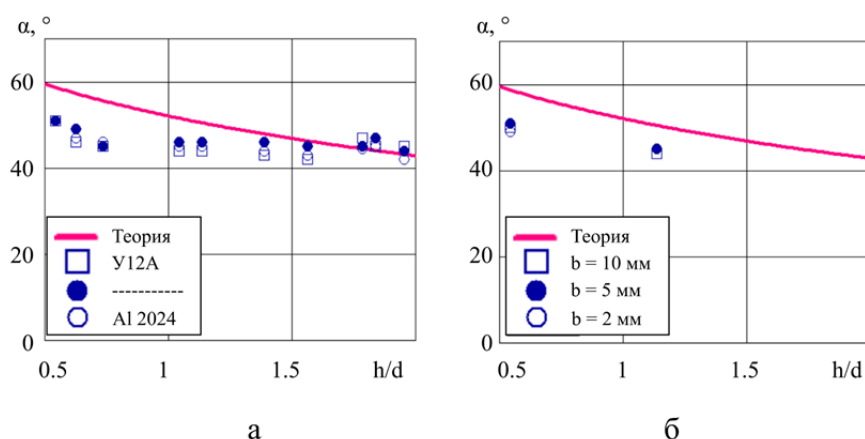 α, °
60
40
20
0
Теория
У12А
-----------
Al 2024
0.5 1 1.5 h/d
а
α, °
60
40
20
0
Теория
b = 10 мм
b = 5 мм
b = 2 мм
0.5 1 1.5 h/d
б